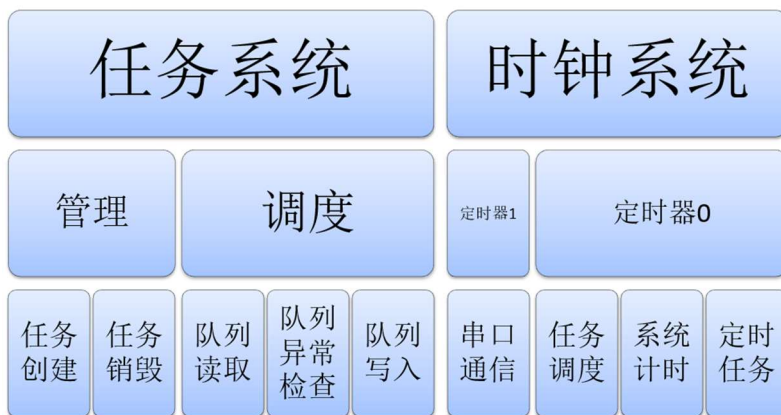 任务系统
时钟系统
管理
调度
定时器1
定时器0
任务
创建
任务
销毁
队列
读取
队列
异常
检查
队列
写入
串口
通信
任务
调度
系统
计时
定时
任务